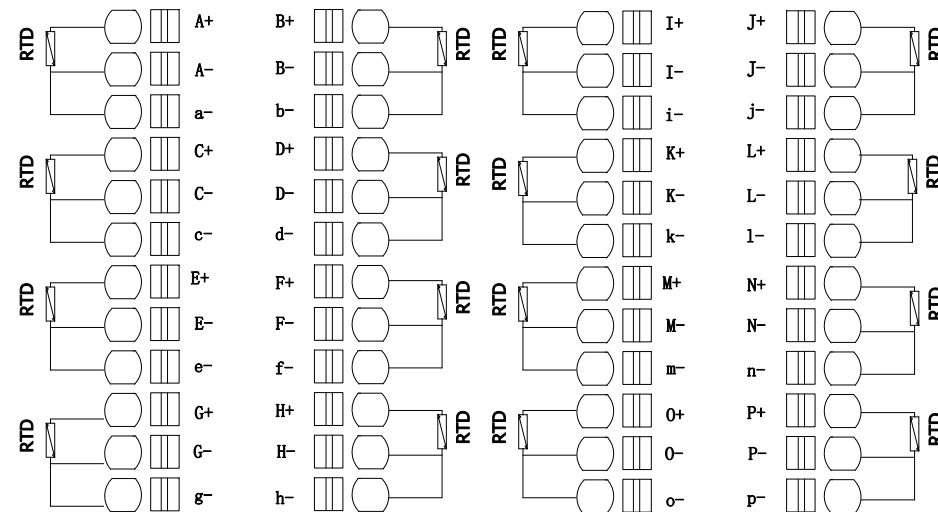 RTD A+ B+ RTD RTD I+ J+ RTD
A- B- I- J-
a- b- i- j-
RTD C+ D+ RTD RTD K+ L+ RTD
C- D- K- L-
c- d- k- l-
RTD E+ F+ RTD RTD M+ N+ RTD
E- F- M- N-
e- f- m- n-
RTD G+ H+ RTD RTD O+ P+ RTD
G- H- O- P-
g- h- o- p-